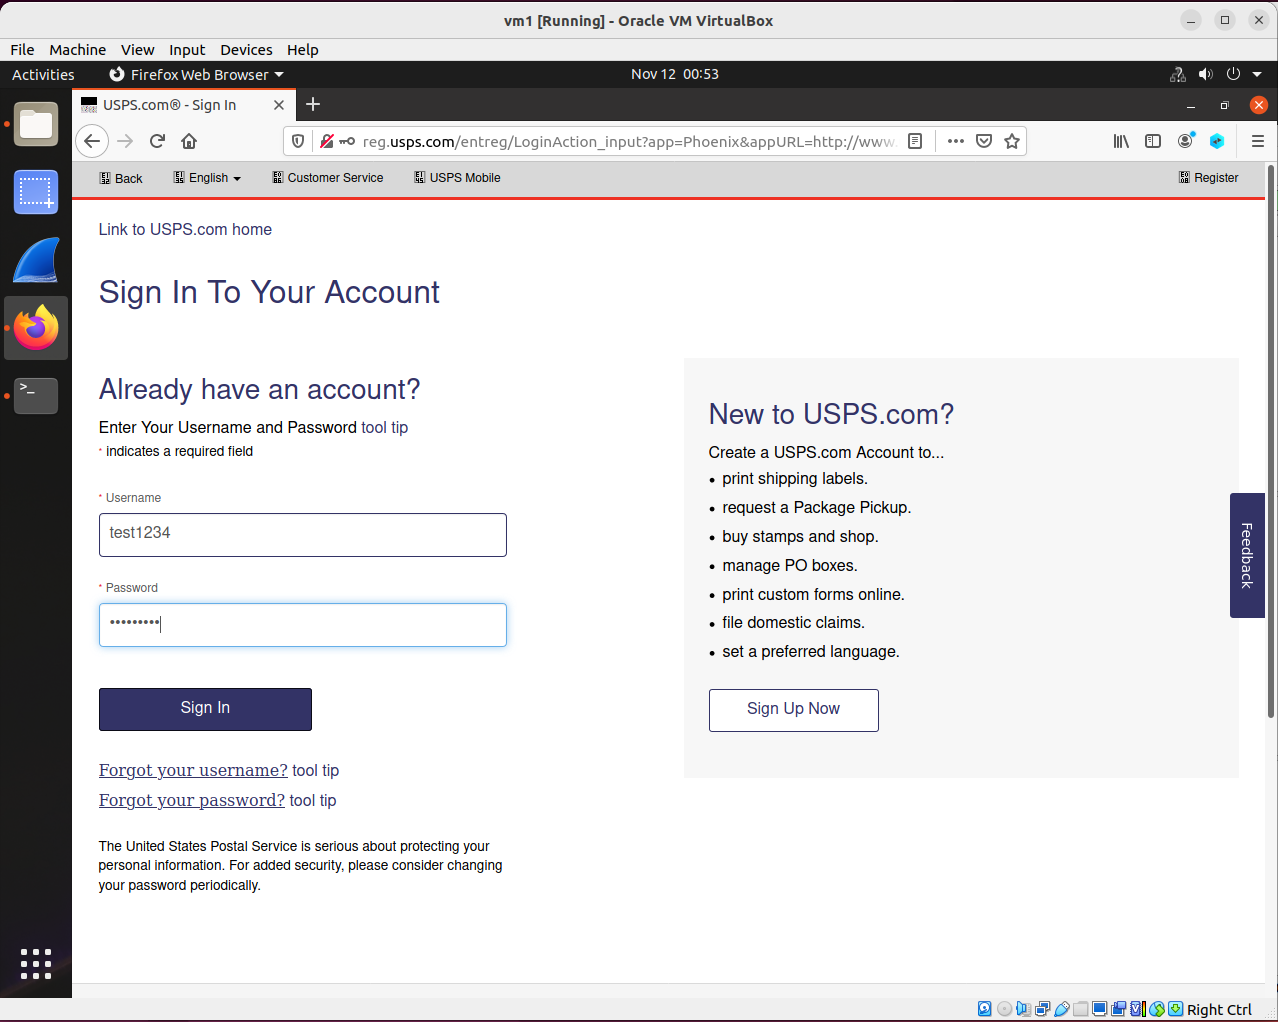 vm1 [Running] - Oracle VM VirtualBox
File Machine View Input Devices Help
Activities Firefox Web Browser Nov 12 00:53
USPS.com® - Sign In
reg.usps.com/entreg/LoginAction_input?app=Phoenix&appURL=http://www.
Back English Customer Service USPS Mobile Register
Link to USPS.com home
Sign In To Your Account
Already have an account?
Enter Your Username and Password tool tip
* indicates a required field
* Username
test1234
* Password
•••••••••
Sign In
Forgot your username? tool tip
Forgot your password? tool tip
The United States Postal Service is serious about protecting your
personal information. For added security, please consider changing
your password periodically.
New to USPS.com?
Create a USPS.com Account to...
• print shipping labels.
• request a Package Pickup.
• buy stamps and shop.
• manage PO boxes.
• print custom forms online.
• file domestic claims.
• set a preferred language.
Sign Up Now
Feedback
Right Ctrl